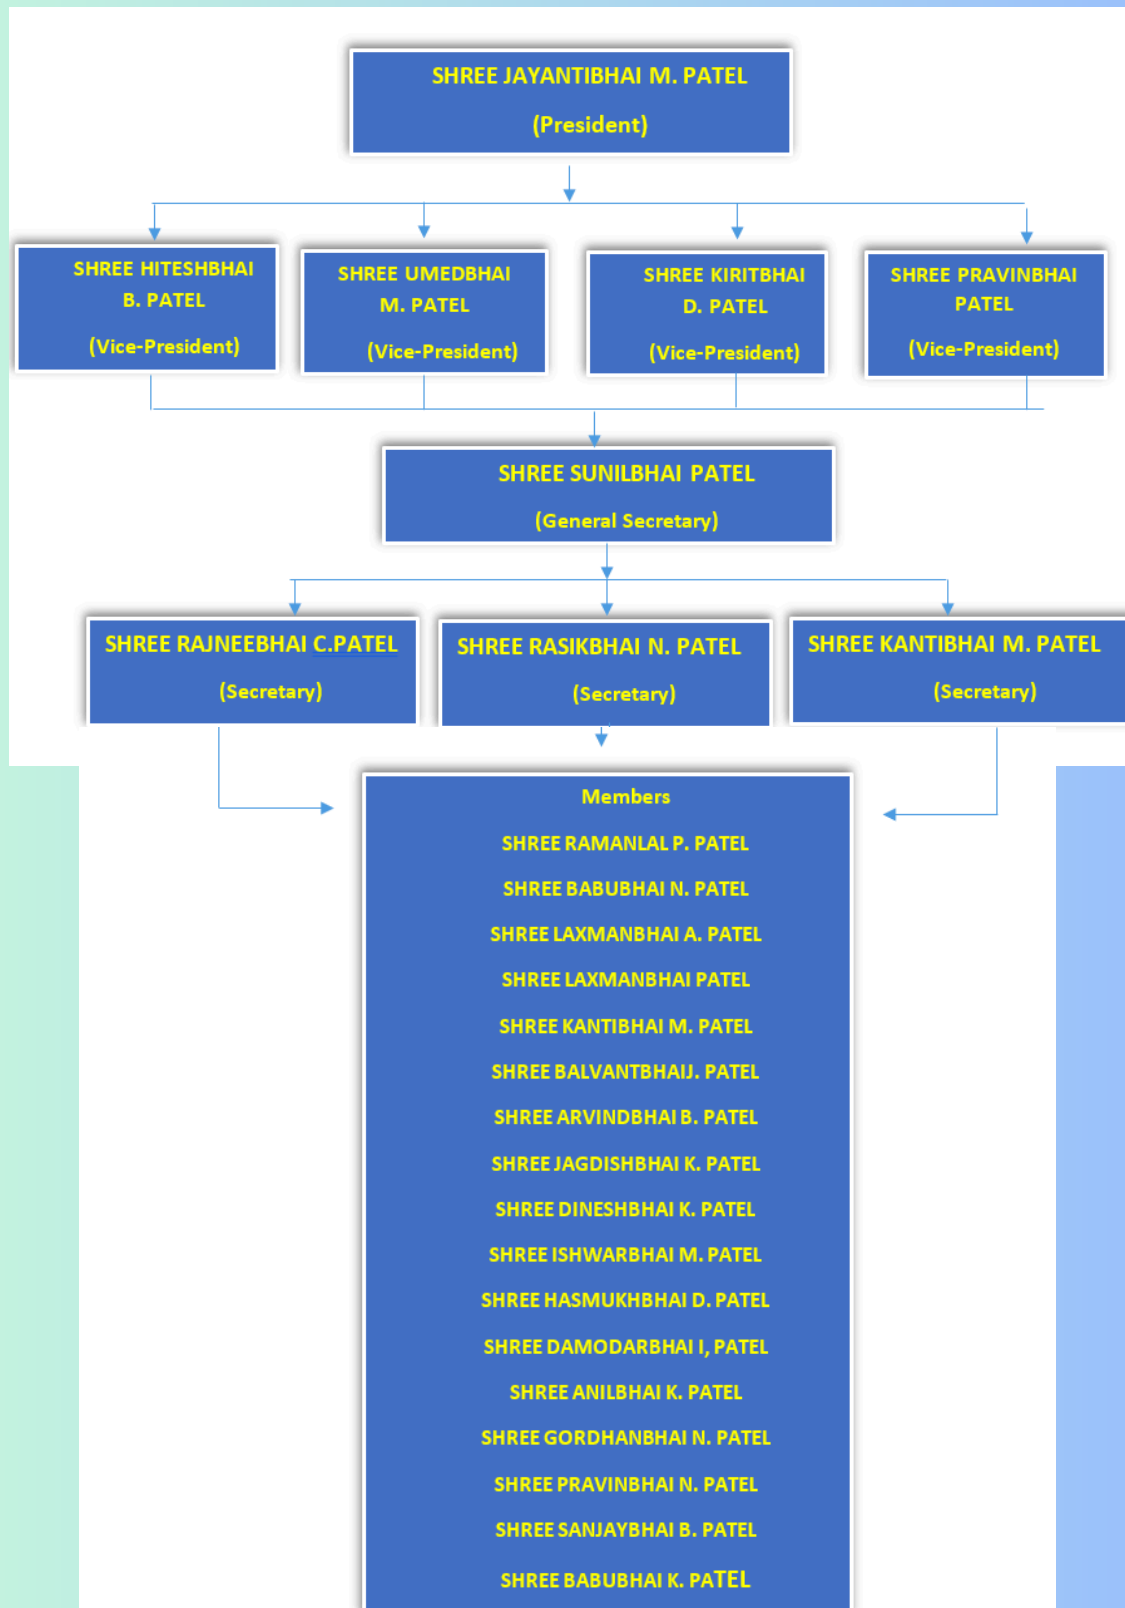 SHREE JAYANTIBHAI M. PATEL
(President)
SHREE HITESHBHAI
B. PATEL
(Vice-President)
SHREE UMEDBHAI
M. PATEL
(Vice-President)
SHREE KIRITBHAI
D. PATEL
(Vice-President)
SHREE PRAVINBHAI
PATEL
(Vice-President)
SHREE SUNILBHAI PATEL
(General Secretary)
SHREE RAJNEEBHAI C.PATEL
(Secretary)
SHREE RASIKBHAI N. PATEL
(Secretary)
SHREE KANTIBHAI M. PATEL
(Secretary)
Members
SHREE RAMANLAL P. PATEL
SHREE BABUBHAI N. PATEL
SHREE LAXMANBHAI A. PATEL
SHREE LAXMANBHAI PATEL
SHREE KANTIBHAI M. PATEL
SHREE BALVANTBHAIJ. PATEL
SHREE ARVINDBHAI B. PATEL
SHREE JAGDISHBHAI K. PATEL
SHREE DINESHBHAI K. PATEL
SHREE ISHWARBHAI M. PATEL
SHREE HASMUKHBHAI D. PATEL
SHREE DAMODARBHAI I, PATEL
SHREE ANILBHAI K. PATEL
SHREE GORDHANBHAI N. PATEL
SHREE PRAVINBHAI N. PATEL
SHREE SANJAYBHAI B. PATEL
SHREE BABUBHAI K. PATEL